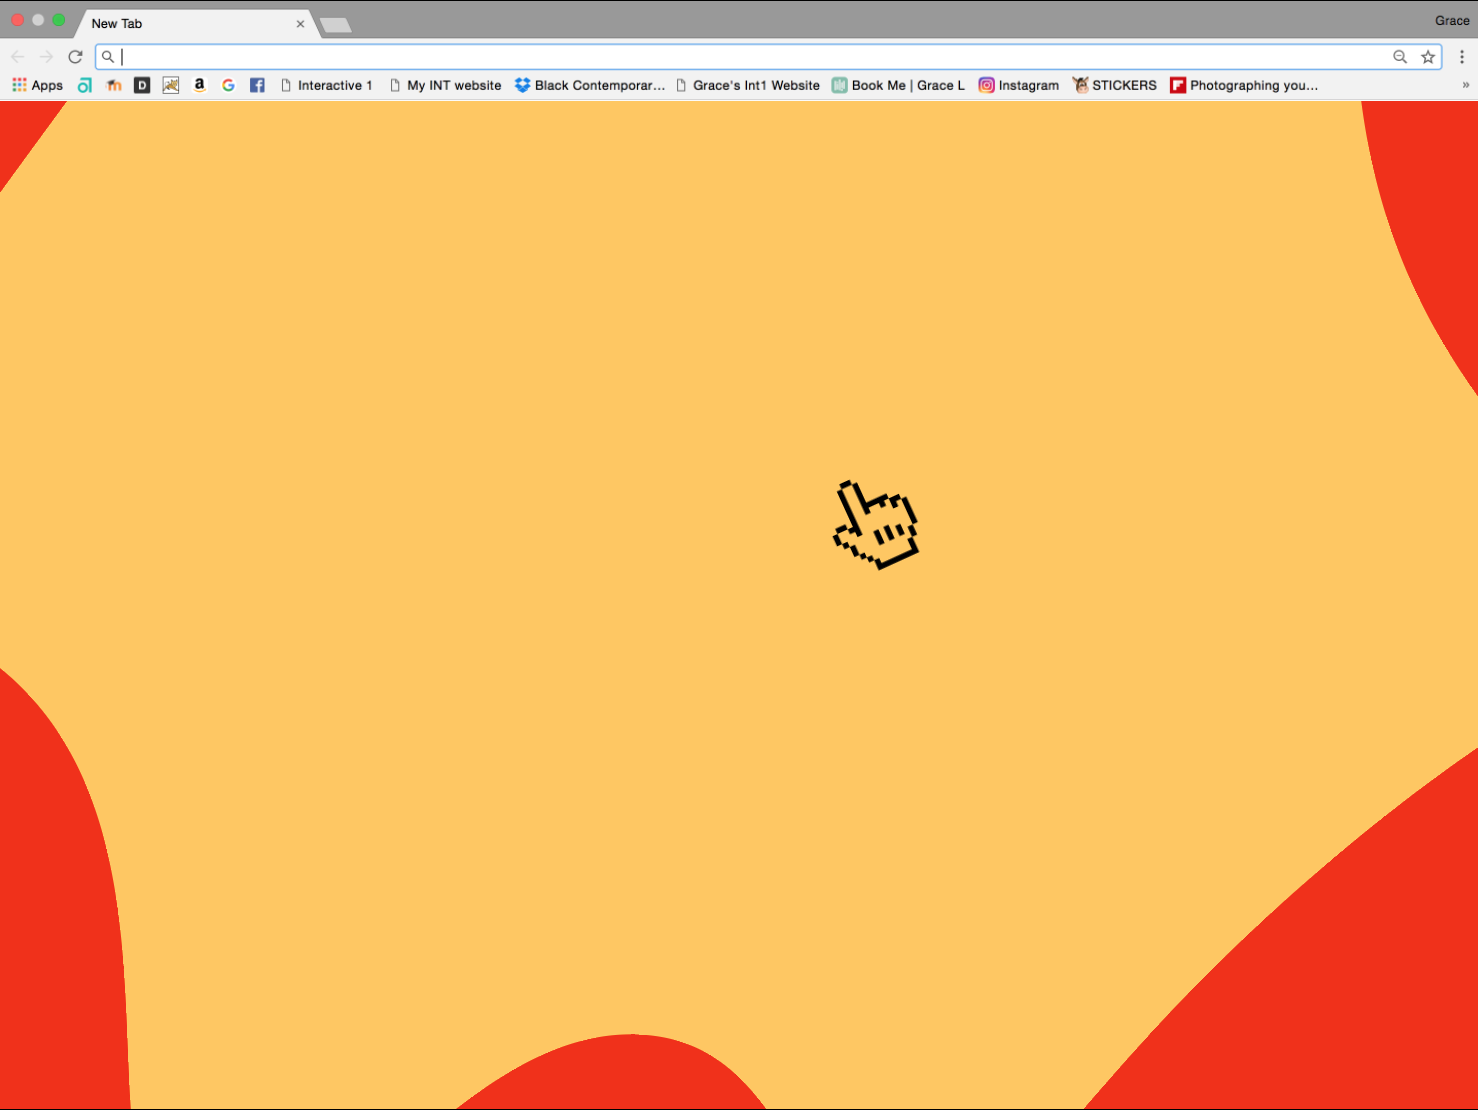 New Tab
Grace
Apps D a G f Interactive 1 My INT website Black Contemporar... Grace's Int1 Website Book Me | Grace L Instagram STICKERS Photographing you... »